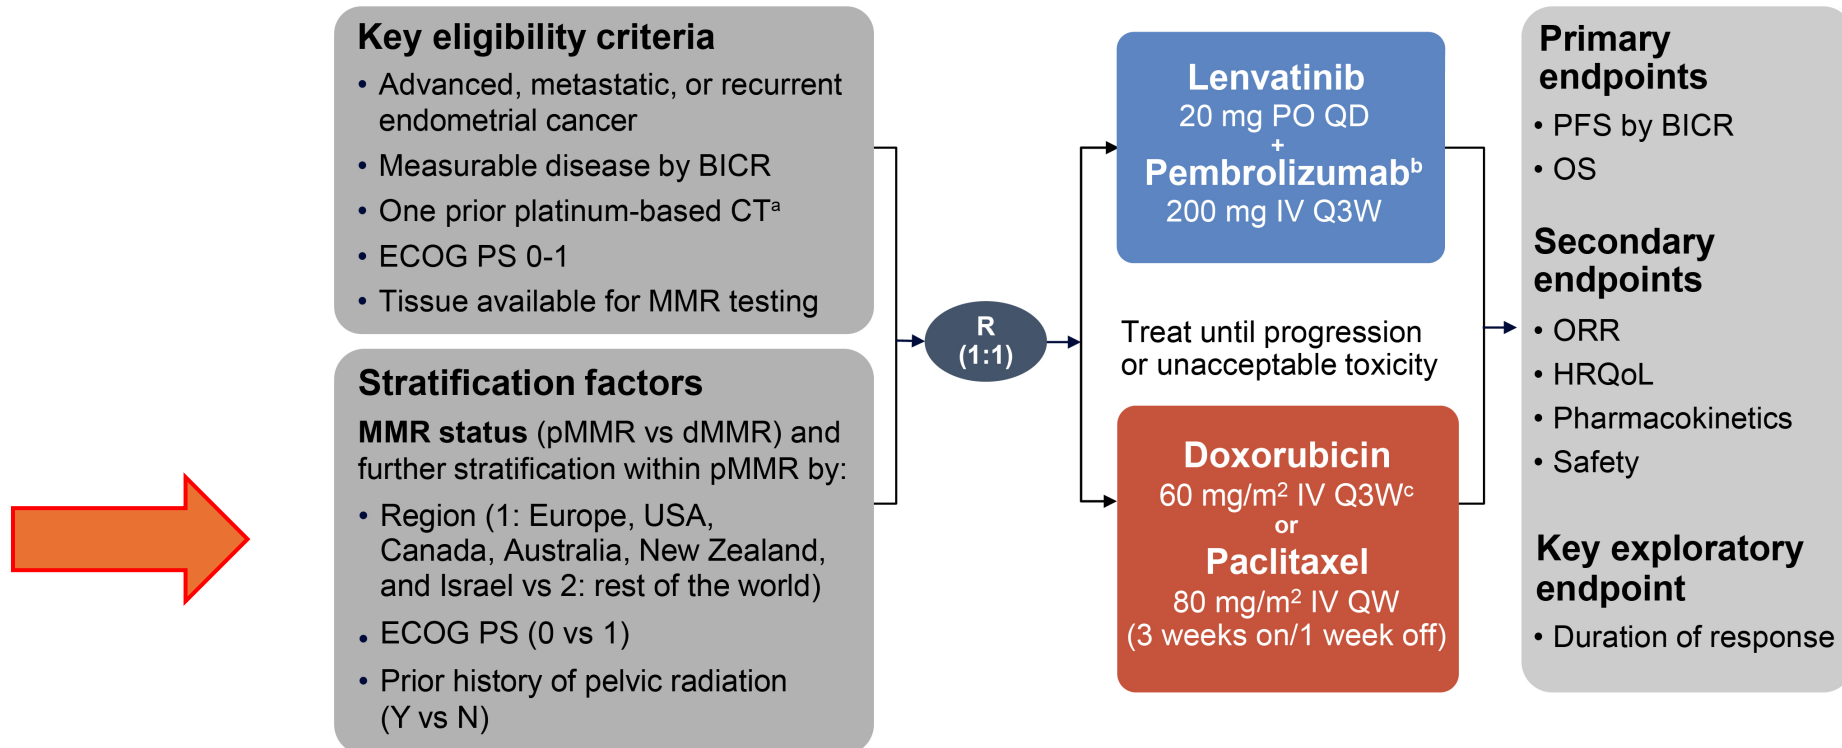 Key eligibility criteria
• Advanced, metastatic, or recurrent
endometrial cancer
• Measurable disease by BICR
• One prior platinum-based CTᵃ
• ECOG PS 0-1
• Tissue available for MMR testing
Stratification factors
MMR status (pMMR vs dMMR) and
further stratification within pMMR by:
• Region (1: Europe, USA,
Canada, Australia, New Zealand,
and Israel vs 2: rest of the world)
• ECOG PS (0 vs 1)
• Prior history of pelvic radiation
(Y vs N)
R
(1:1)
Lenvatinib
20 mg PO QD
+
Pembrolizumabᵇ
200 mg IV Q3W
Treat until progression
or unacceptable toxicity
Doxorubicin
60 mg/m² IV Q3Wᶜ
or
Paclitaxel
80 mg/m² IV QW
(3 weeks on/1 week off)
Primary
endpoints
• PFS by BICR
• OS
Secondary
endpoints
• ORR
• HRQoL
• Pharmacokinetics
• Safety
Key exploratory
endpoint
• Duration of response